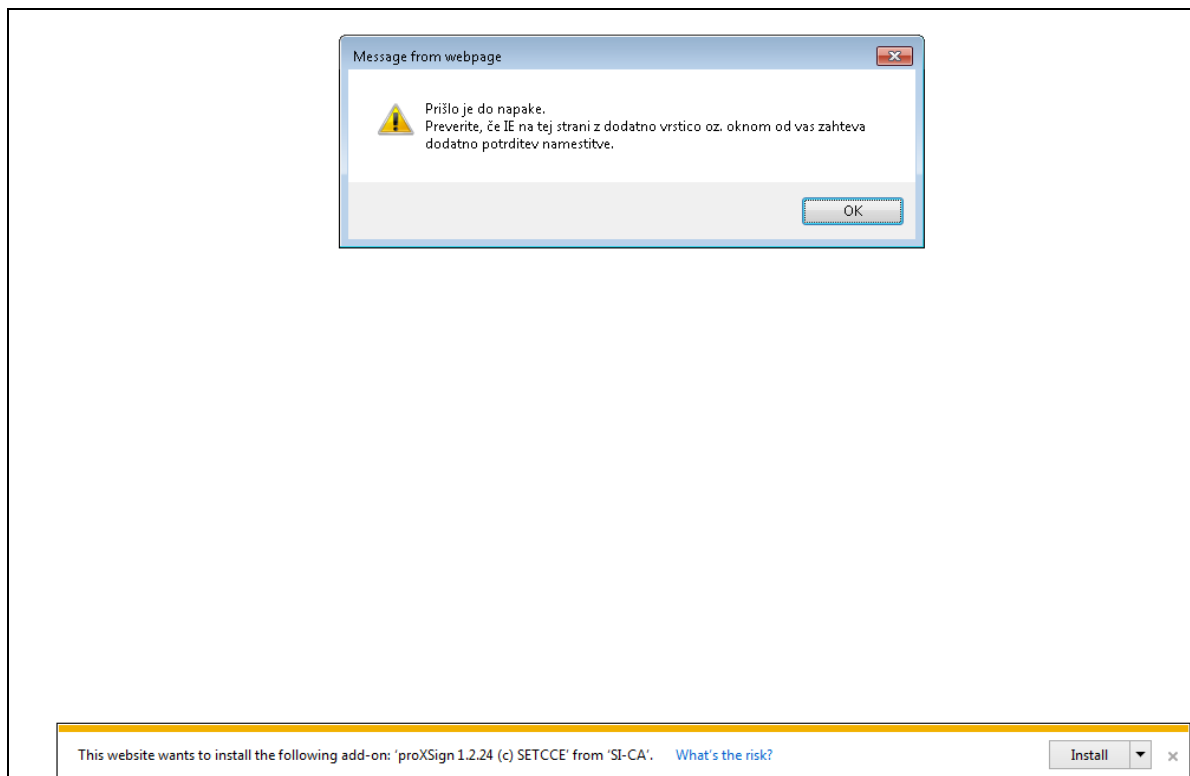 Message from webpage
Prišlo je do napake.
Preverite, če IE na tej strani z dodatno vrstico oz. oknom od vas zahteva
dodatno potrditev namestitve.
OK
This website wants to install the following add-on: 'proXSign 1.2.24 (c) SETCCE' from 'SI-CA'. What's the risk? Install